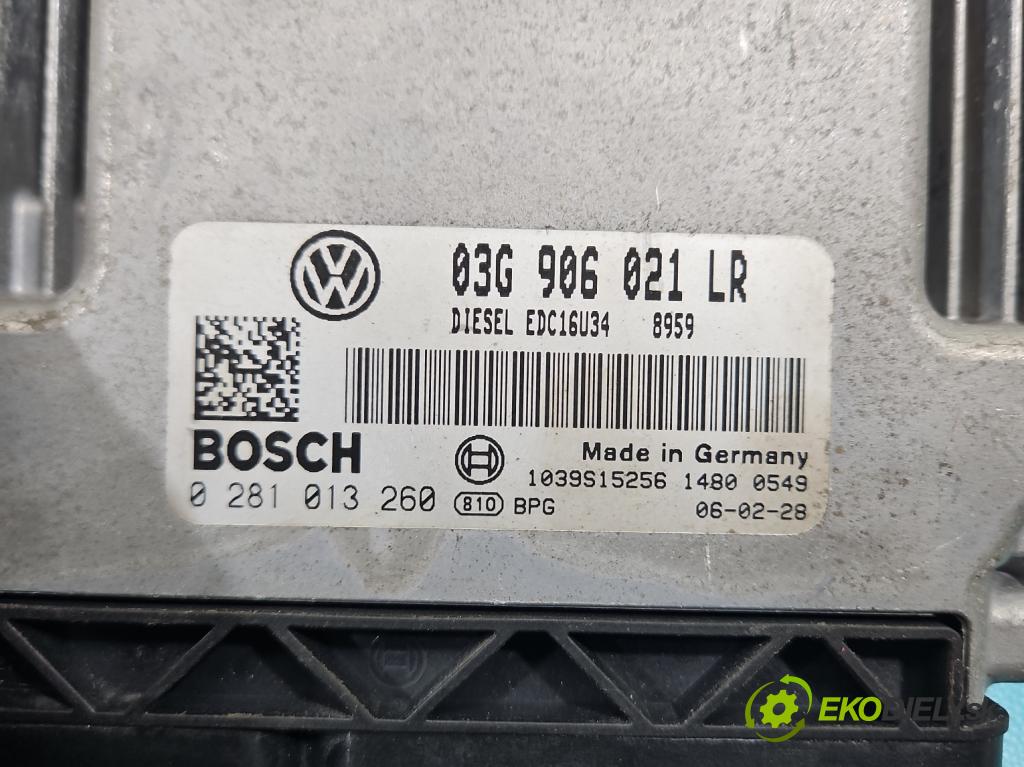 03G 906 021 LR
DIESEL EDC16U34 8959
BOSCH
Made in Germany
1039S15256 1480 0549
0 281 013 260 810 BPG
06-02-28